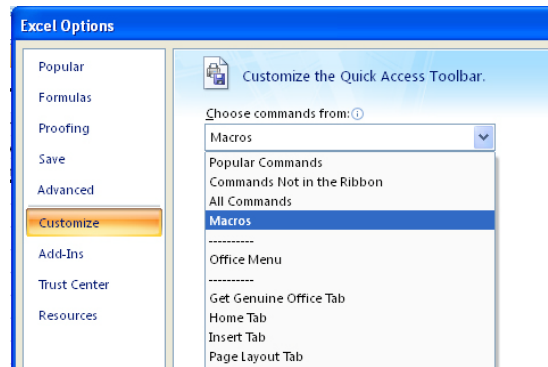 Excel Options
Popular
Formulas
Proofing
Save
Advanced
Customize
Add-Ins
Trust Center
Resources
Customize the Quick Access Toolbar.
Choose commands from:
Macros
Popular Commands
Commands Not in the Ribbon
All Commands
Macros
----------
Office Menu
----------
Get Genuine Office Tab
Home Tab
Insert Tab
Page Layout Tab